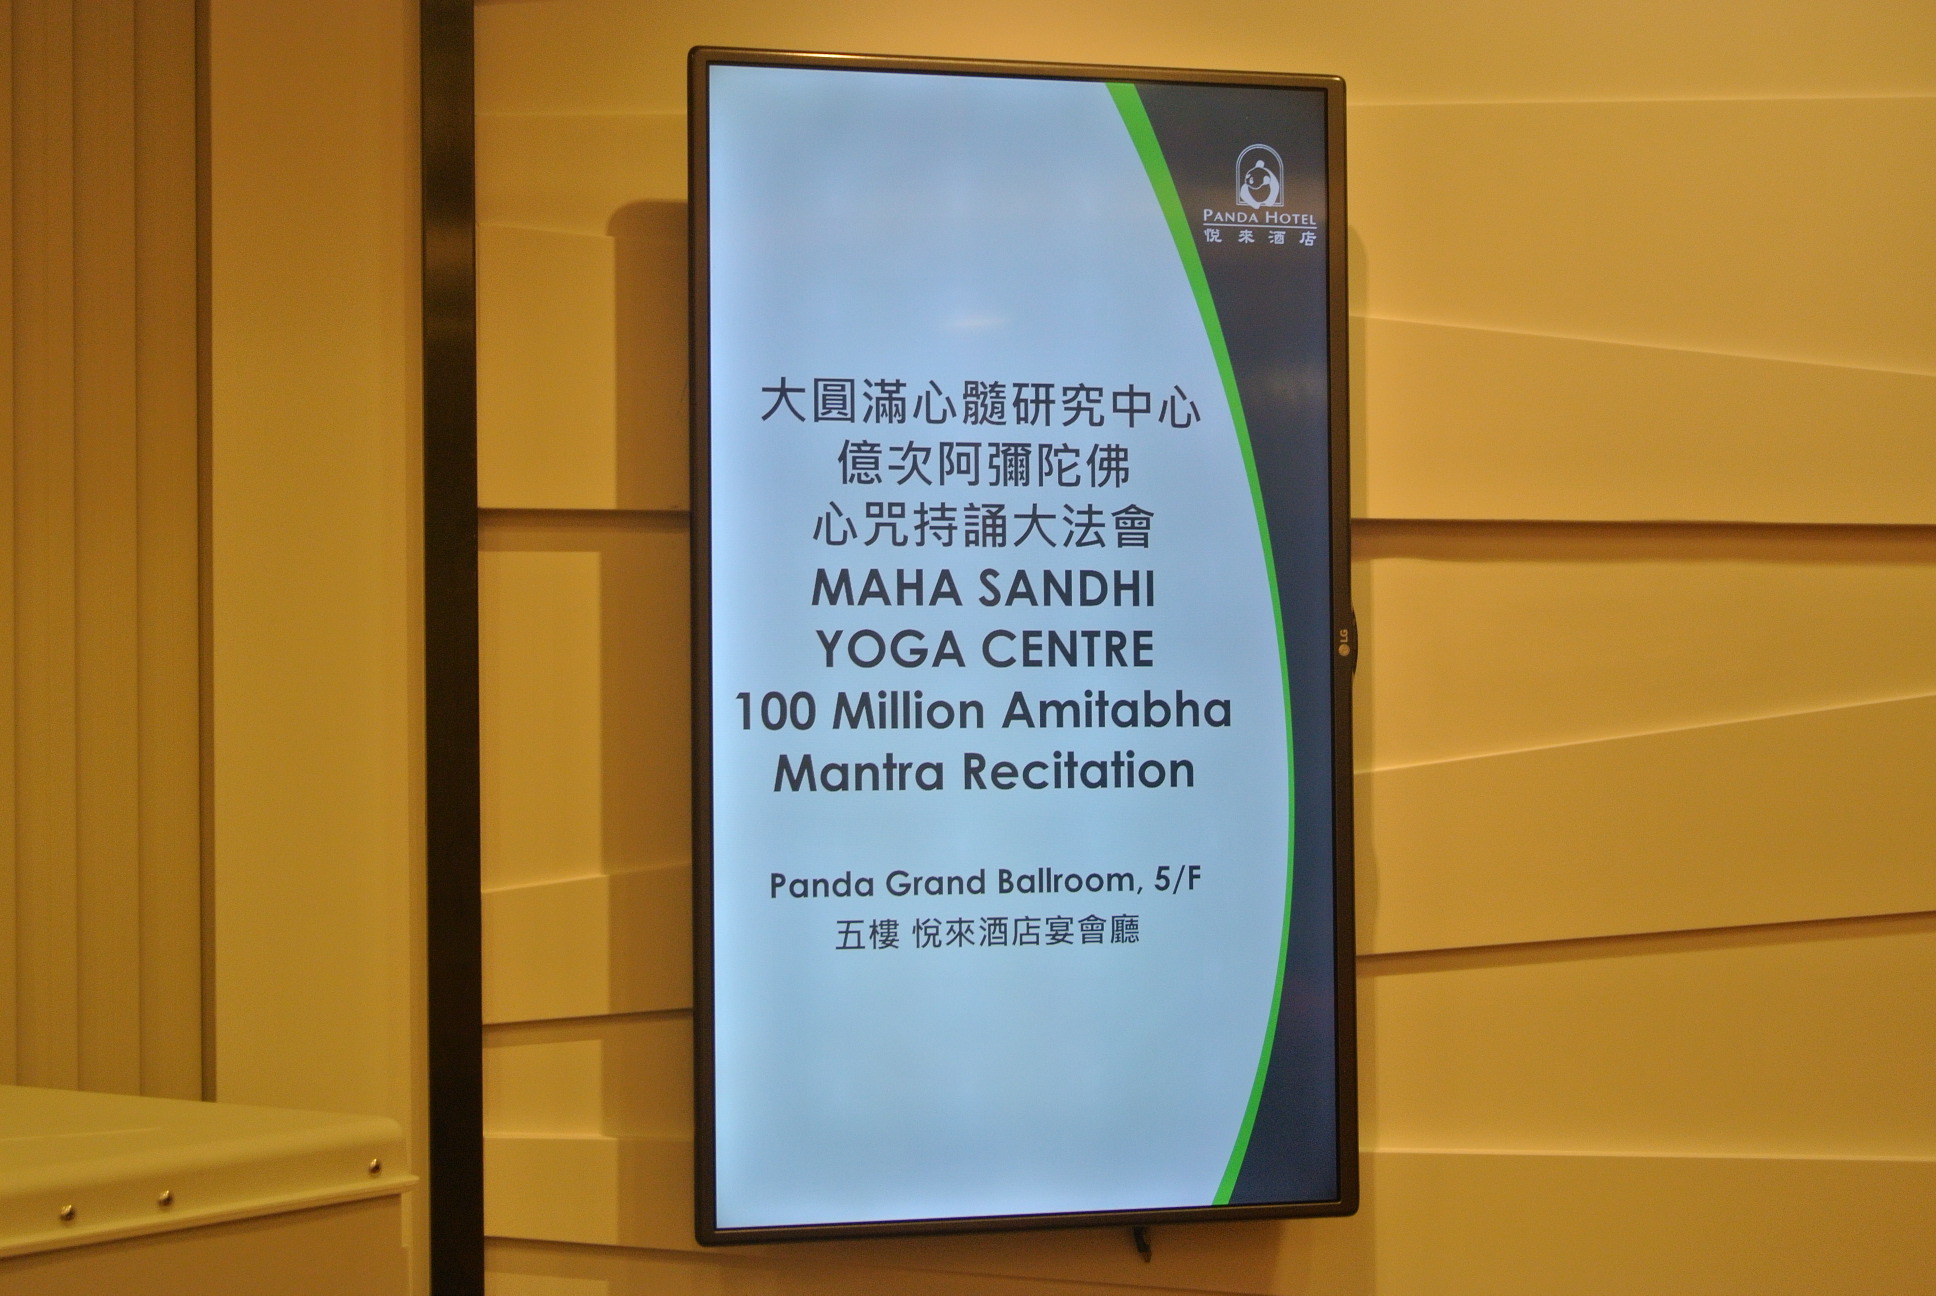 PANDA HOTEL
悅來酒店
大圓滿心髓研究中心
億次阿彌陀佛
心咒持誦大法會
MAHA SANDHI
YOGA CENTRE
100 Million Amitabha
Mantra Recitation
Panda Grand Ballroom, 5/F
五樓 悅來酒店宴會廳
LG